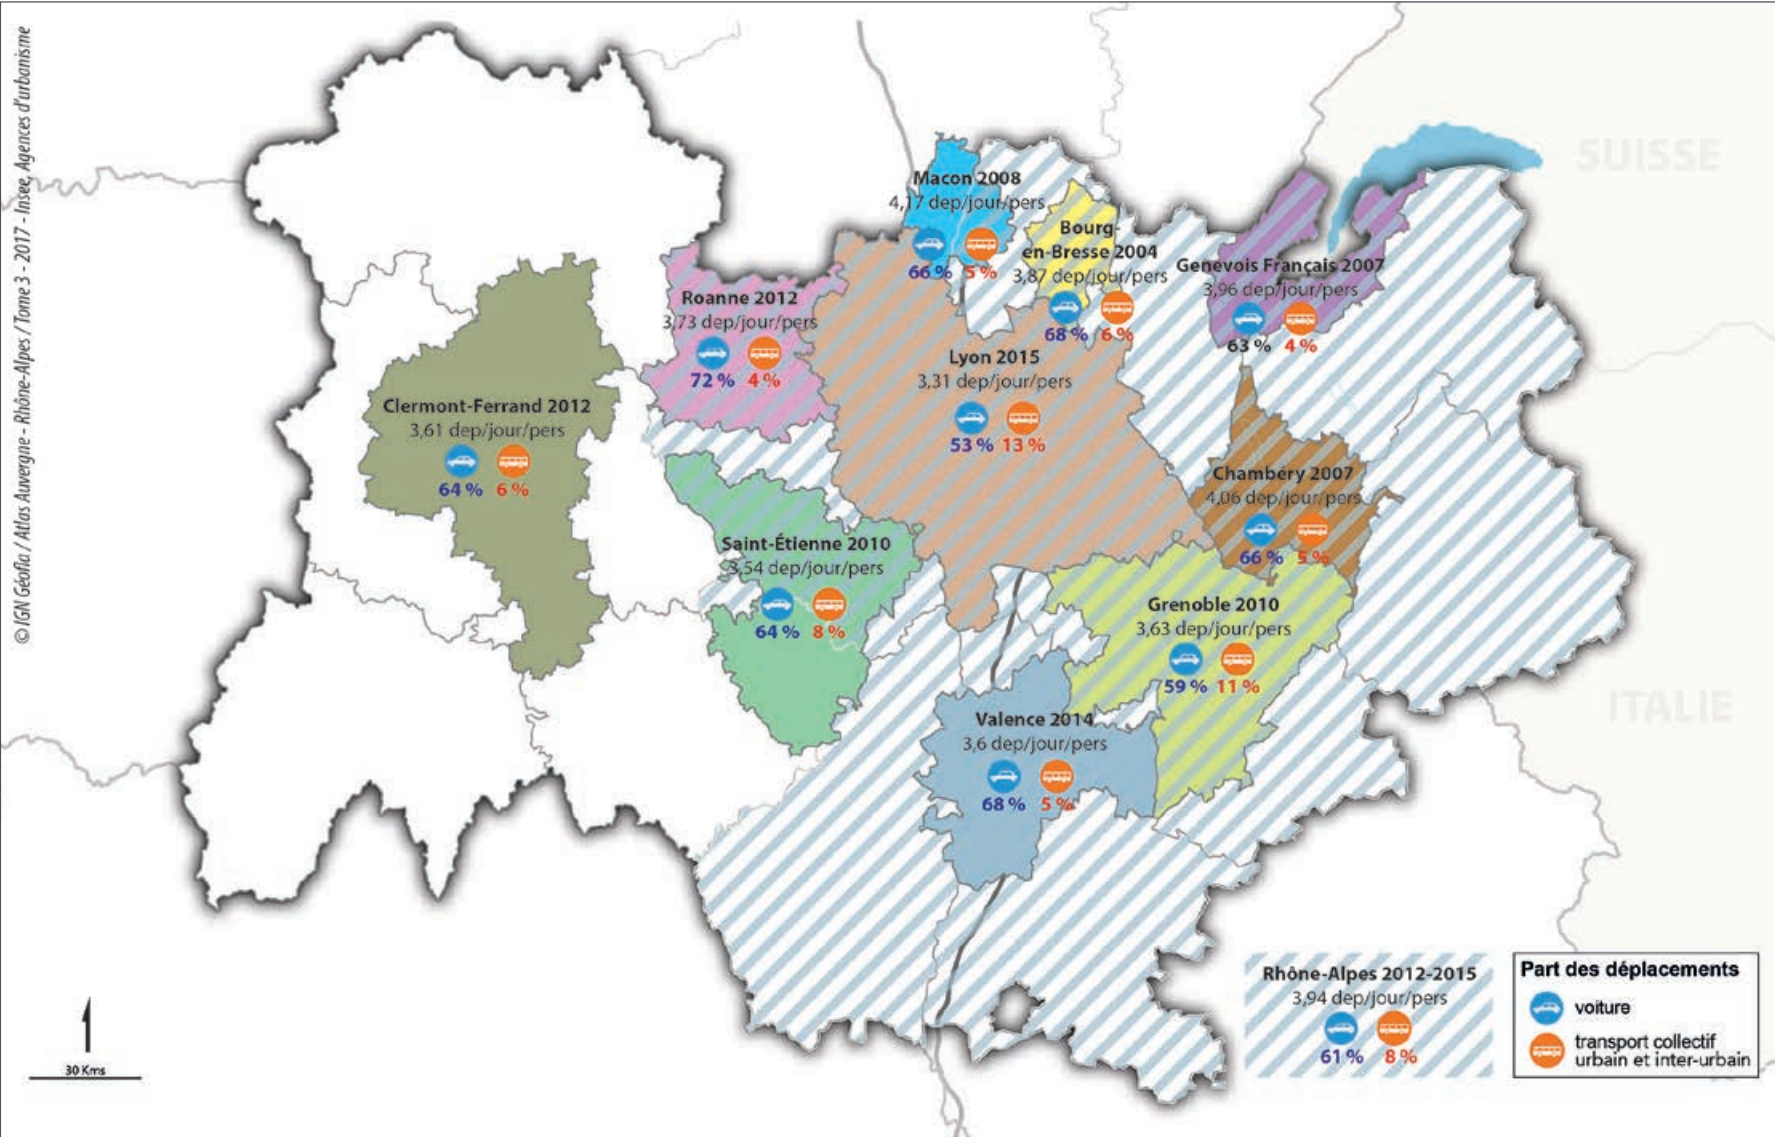 © IGN Géofla / Atlas Auvergne - Rhône-Alpes / Tome 3 - 2017 - Insee, Agences d'urbanisme
SUISSE
Macon 2008
4,17 dep/jour/pers
66 % 5 %
Bourg-
en-Bresse 2004
3,87 dep/jour/pers
68 % 6 %
Genevois Français 2007
3,96 dep/jour/pers
63 % 4 %
Roanne 2012
3,73 dep/jour/pers
72 % 4 %
Lyon 2015
3,31 dep/jour/pers
53 % 13 %
Clermont-Ferrand 2012
3,61 dep/jour/pers
64 % 6 %
Chambéry 2007
4,06 dep/jour/pers
66 % 5 %
Saint-Étienne 2010
3,54 dep/jour/pers
64 % 8 %
Grenoble 2010
3,63 dep/jour/pers
59 % 11 %
ITALIE
Valence 2014
3,6 dep/jour/pers
68 % 5 %
Rhône-Alpes 2012-2015
3,94 dep/jour/pers
61 % 8 %
Part des déplacements
voiture
transport collectif
urbain et inter-urbain
30 Kms